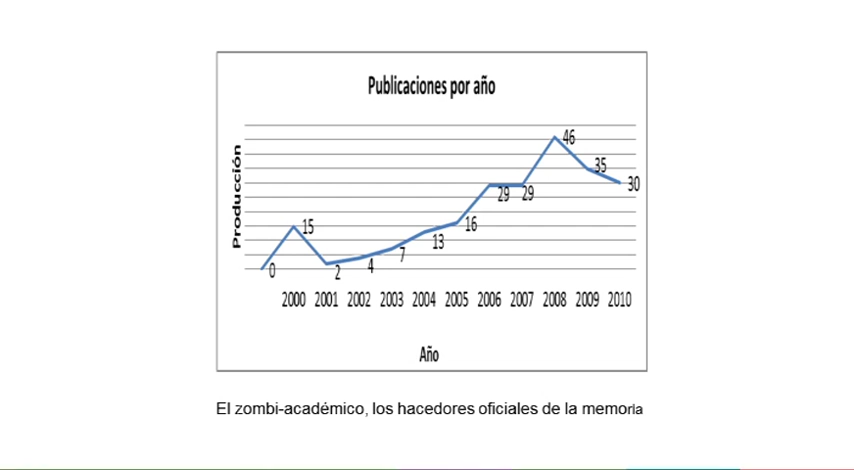 Publicaciones por año
Producción
46
35
30
29 29
15
16
13
7
4
2
0
2000 2001 2002 2003 2004 2005 2006 2007 2008 2009 2010
Año
El zombi-académico, los hacedores oficiales de la memoria